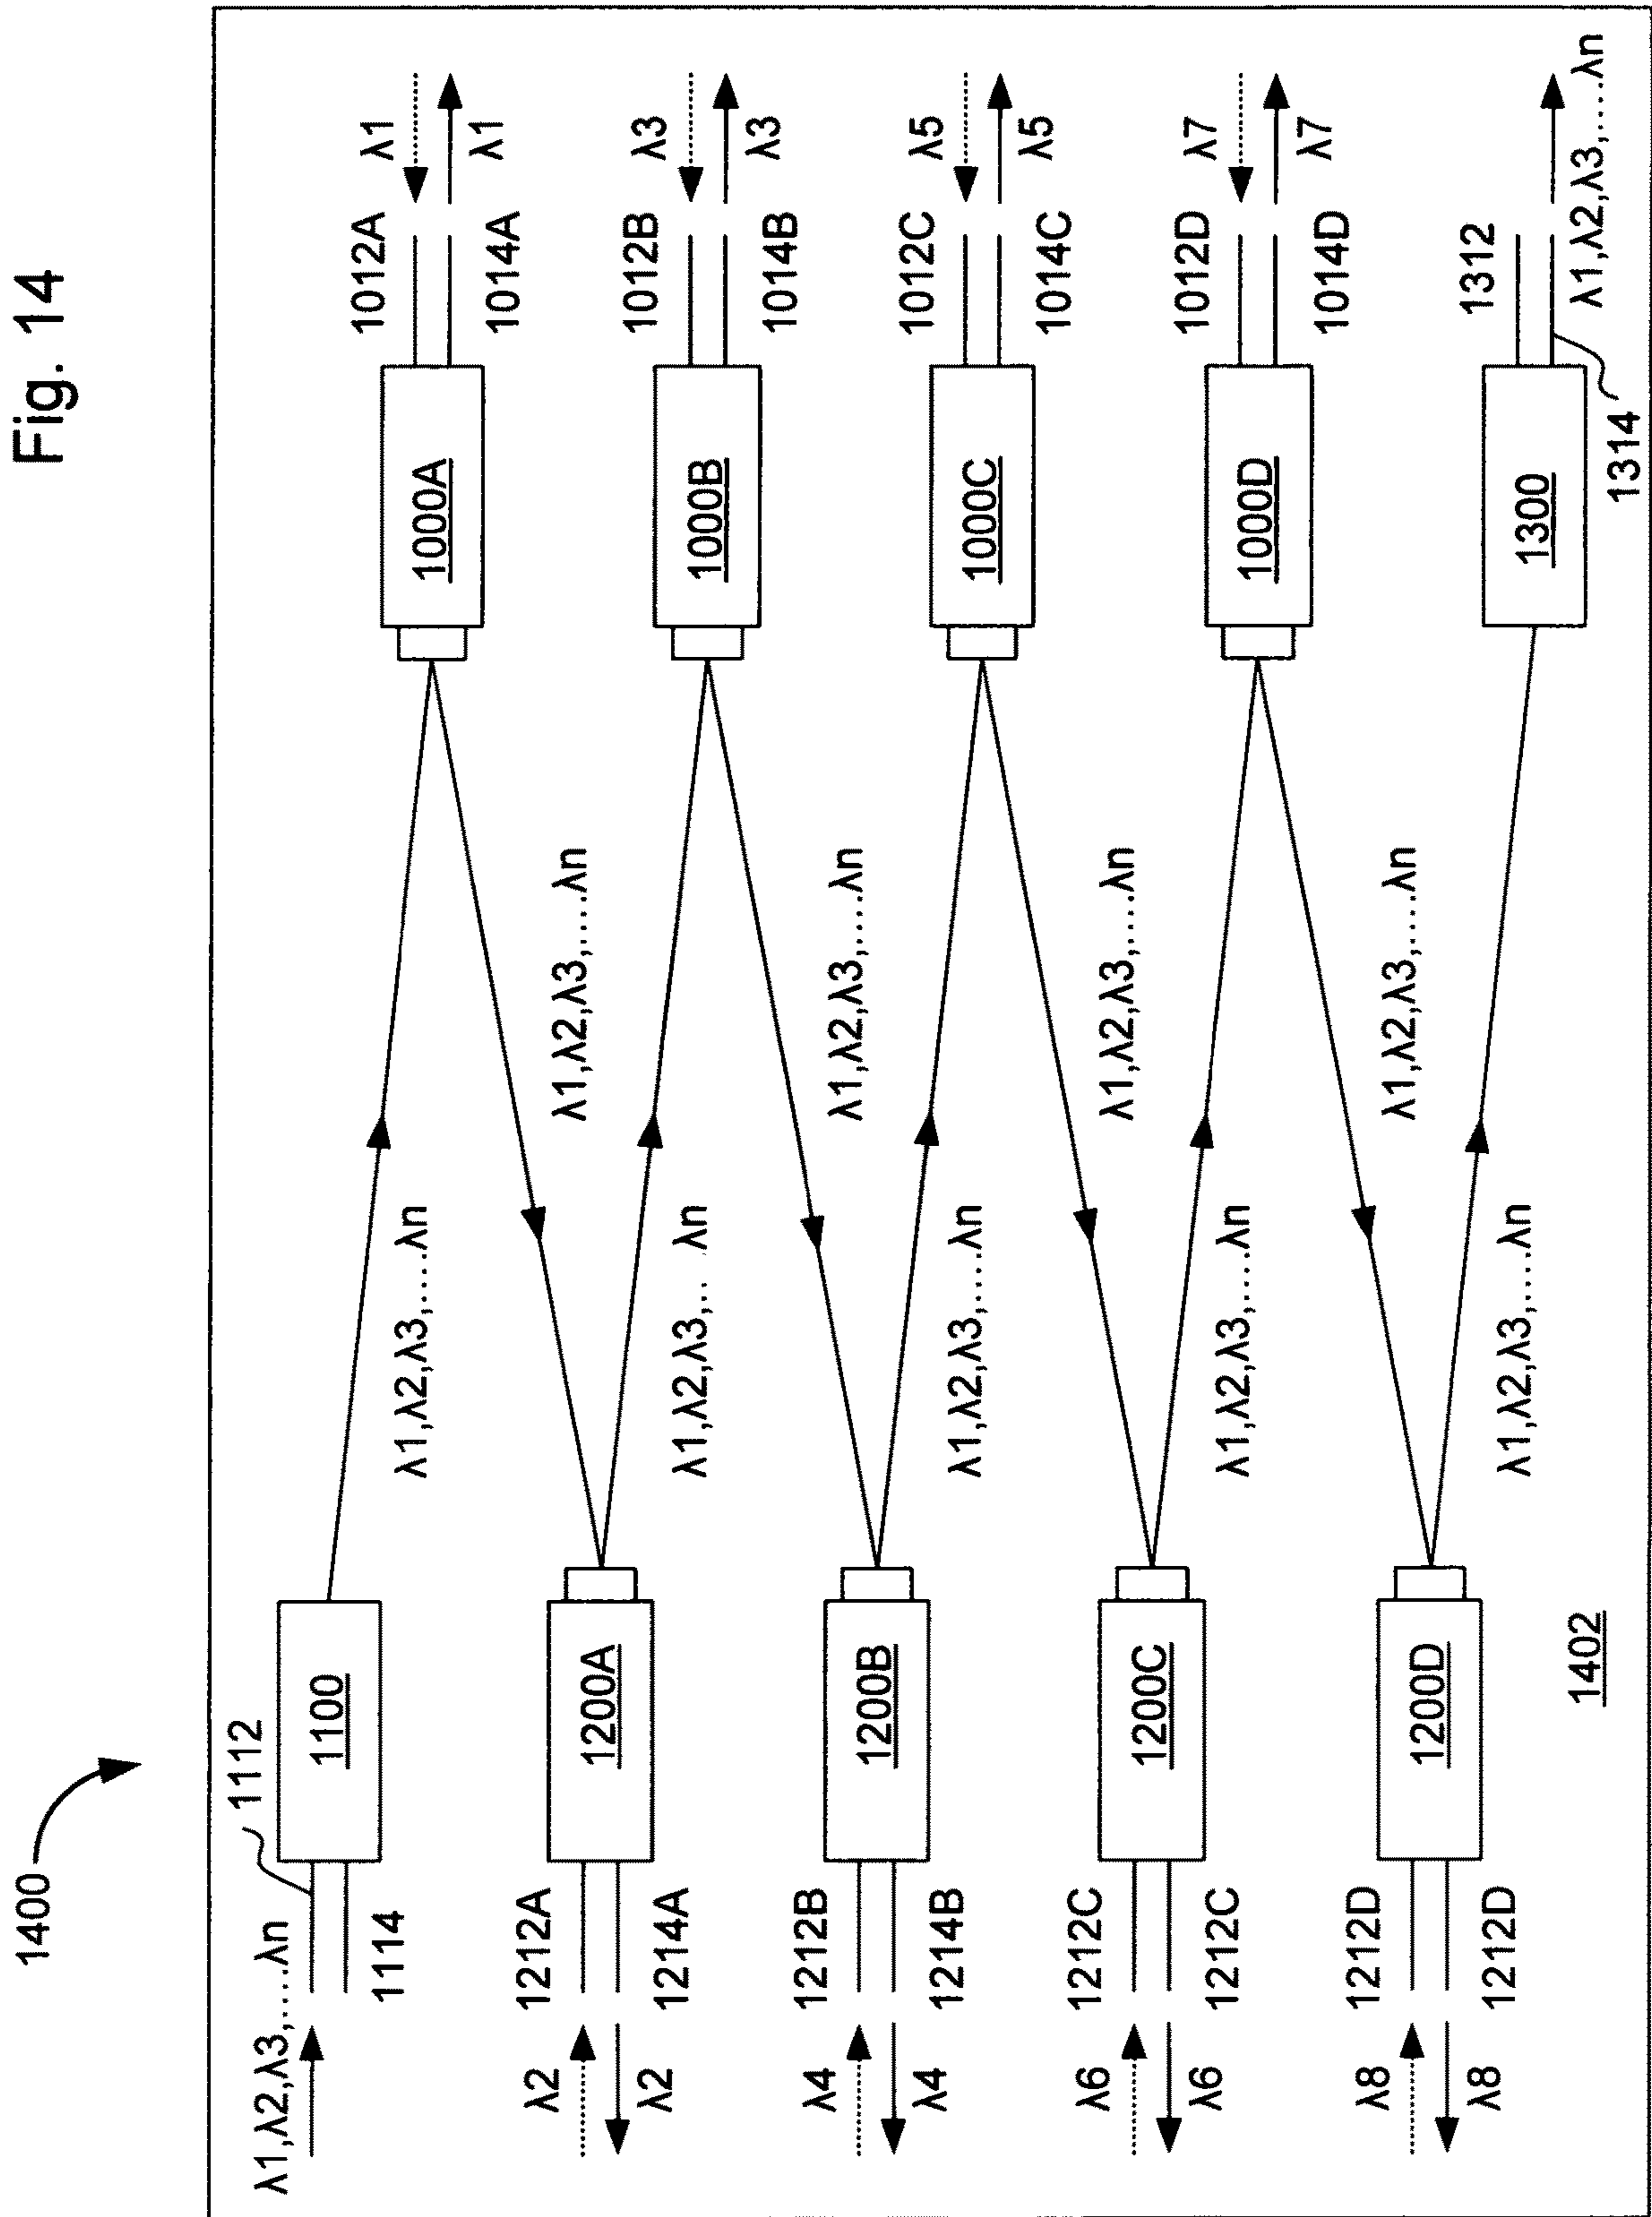 Fig. 14
1400
λ1,λ2,λ3,....λn
1112
1114
1100
λ1,λ2,λ3,....λn
1000A
1012A
1014A
λ1
λ1
λ1,λ2,λ3,....λn
λ2
λ2
1212A
1214A
1200A
λ1,λ2,λ3,.. .λn
1000B
1012B
1014B
λ3
λ3
λ1,λ2,λ3,....λn
λ4
λ4
1212B
1214B
1200B
λ1,λ2,λ3,....λn
1000C
1012C
1014C
λ5
λ5
λ1,λ2,λ3,....λn
λ6
λ6
1212C
1212C
1200C
λ1,λ2,λ3,....λn
1000D
1012D
1014D
λ7
λ7
λ1,λ2,λ3,....λn
λ8
λ8
1212D
1212D
1200D
λ1,λ2,λ3,....λn
1300
1312
1314
λ1,λ2,λ3,....λn
1402